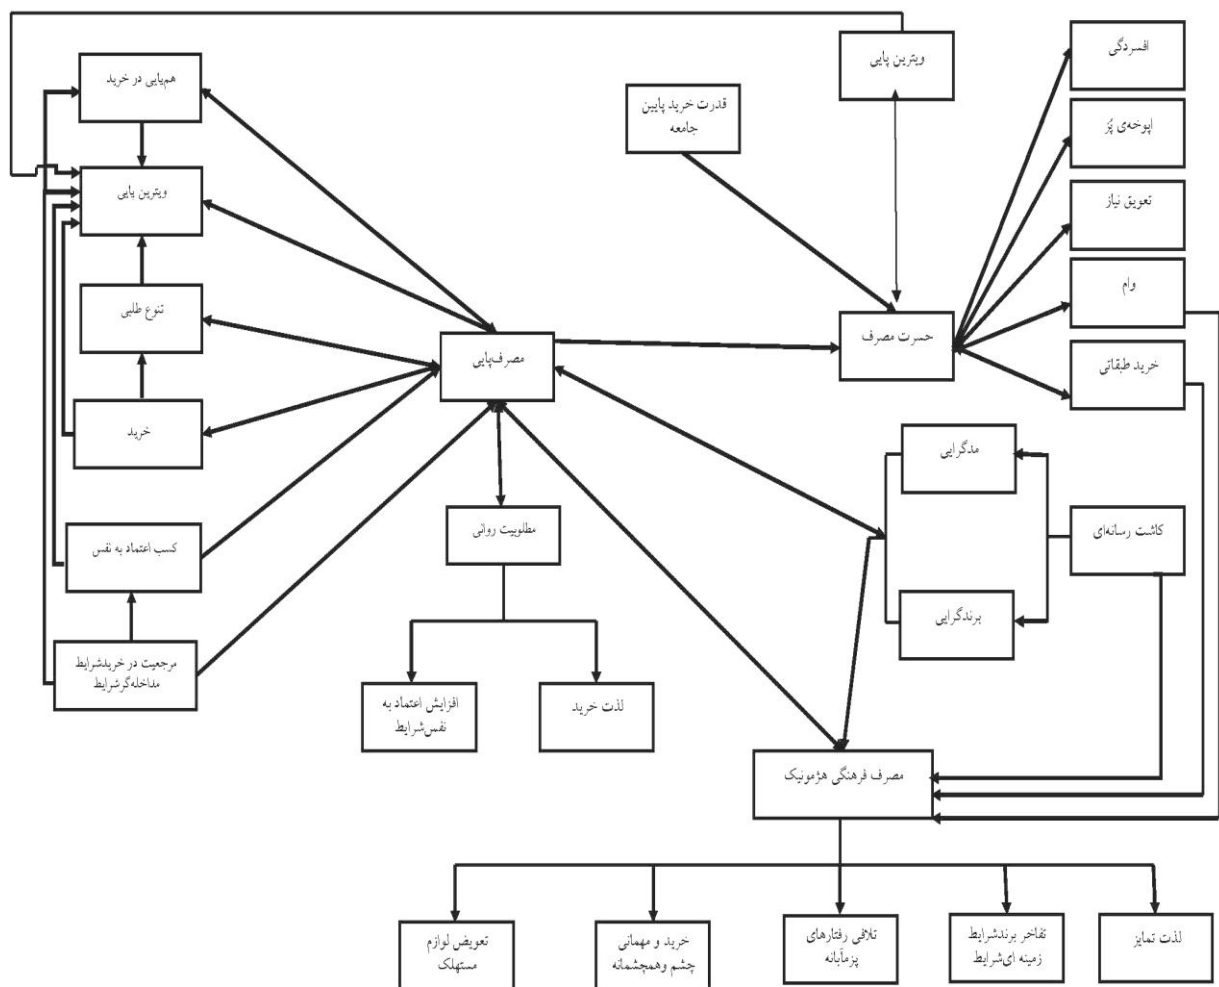 ویترین پایی
افسردگی
هم‌پایی در خرید
قدرت خرید پایین
جامعه
اپوخه‌ی پُز
ویترین پایی
تعویق نیاز
تنوع طلبی
وام
حسرت مصرف
مصرف‌پایی
خرید طبقاتی
خرید
مدگرایی
مطلوبیت روانی
کاشت رسانه‌ای
کسب اعتماد به نفس
برندگرایی
مرجعیت در خریدشرایط
مداخله‌گرشرایط
افزایش اعتماد به
نفس‌شرایط
لذت خرید
مصرف فرهنگی هژمونیک
لذت تمایز
تفاخر برندشرایط
زمینه ای‌شرایط
تلافی رفتارهای
پزمآبانه
خرید و مهمانی
چشم وهمچشمانه
تعویض لوازم
مستهلک